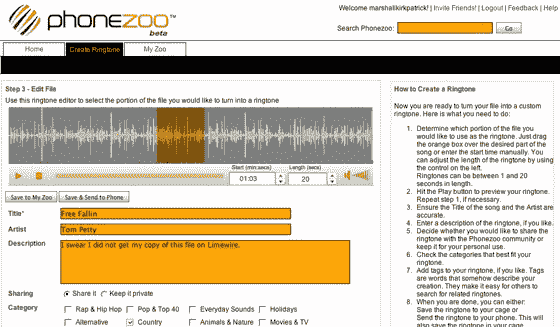 phonezoo™
beta
Welcome marshallkirkpatrick! | Invite Friends! | Logout | Feedback | Help
Search Phonezoo:
Go
Home
Create Ringtone
My Zoo
Step 3 - Edit File
Use this ringtone editor to select the portion of the file you would like to turn into a ringtone
Start (min:secs)
Length (secs)
01:03
20
Save to My Zoo
Save & Send to Phone
Title*
Free Fallin
Artist
Tom Petty
Description
I swear I did not get my copy of this file on Limewire.
Sharing
Share it
Keep it private
Category
Rap & Hip Hop
Pop & Top 40
Everyday Sounds
Holidays
Alternative
Country
Animals & Nature
Movies & TV
How to Create a Ringtone
Now you are ready to turn your file into a custom
ringtone. Here is what you need to do:
1. Determine which portion of the file you
would like to use as the ringtone. Just drag
the orange box over the desired part of the
song or enter the start time manually. You
can adjust the length of the ringtone by using
the control on the left.
Ringtones can be between 1 and 20
seconds in length.
2. Hit the Play button to preview your ringtone.
Repeat step 1, if necessary.
3. Ensure the Title of the song and the Artist are
accurate.
4. Enter a description of the ringtone, if you like.
5. Decide whether you would like to share the
ringtone with the Phonezoo community or
keep it for your personal use.
6. Check the categories that best fit your
ringtone.
7. Add tags to your ringtone, if you like. Tags
are words that somehow describe your
creation. They make it easy for others to
search for related ringtones.
8. When you are done, you can either:
Save the ringtone to your cage or
Send the ringtone to your phone. This will
also save the ringtone in your cage